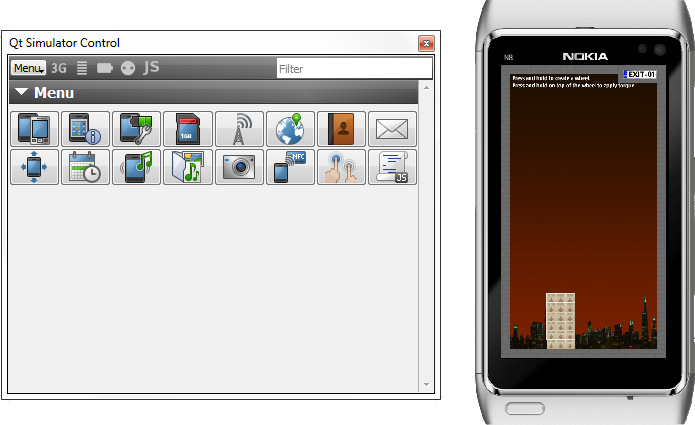 Qt Simulator Control
Menu
3G
JS
Filter
Menu
1GB
NFC
JS
N8
NOKIA
EXIT-01
Press and hold to create a wheel.
Press and hold on top of the wheel to apply torque.